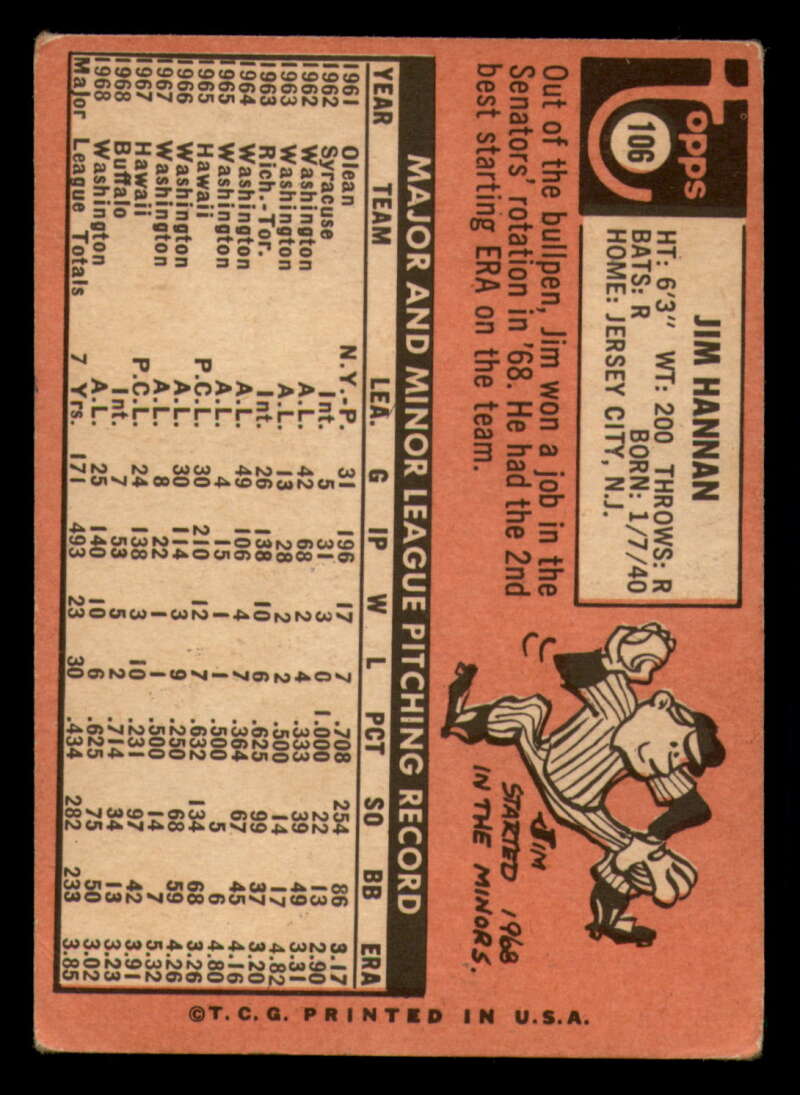 Topps
106
JIM HANNAN
HT: 6'3" WT: 200 THROWS: R
BATS: R BORN: 1/7/40
HOME: JERSEY CITY, N.J.
Out of the bullpen, Jim won a job in the
Senators' rotation in '68. He had the 2nd
best starting ERA on the team.
JIM
STARTED 1968
IN THE MINORS.
MAJOR AND MINOR LEAGUE PITCHING RECORD
YEAR TEAM LEA. G IP W L PCT SO BB ERA
1961 Olean N.Y.-P. 31 196 17 7 .708 254 86 3.17
1962 Syracuse Int. 5 31 3 0 1.000 22 13 2.90
1962 Washington A.L. 42 68 2 4 .333 39 49 3.31
1963 Washington A.L. 13 28 2 2 .500 14 17 4.82
1963 Rich.-Tor. Int. 26 138 10 6 .625 99 37 3.20
1964 Washington A.L. 49 106 4 7 .364 67 45 4.16
1965 Washington A.L. 4 15 1 1 .500 5 6 4.80
1965 Hawaii P.C.L. 30 210 12 7 .632 134 68 3.26
1966 Washington A.L. 30 114 3 9 .250 68 59 4.26
1967 Washington A.L. 8 22 1 1 .500 14 7 5.32
1967 Hawaii P.C.L. 24 138 3 10 .231 97 42 3.91
1968 Buffalo Int. 7 53 5 2 .714 34 13 3.23
1968 Washington A.L. 25 140 10 6 .625 75 50 3.02
Major League Totals 7 Yrs. 171 493 23 30 .434 282 233 3.85
©T.C.G. PRINTED IN U.S.A.